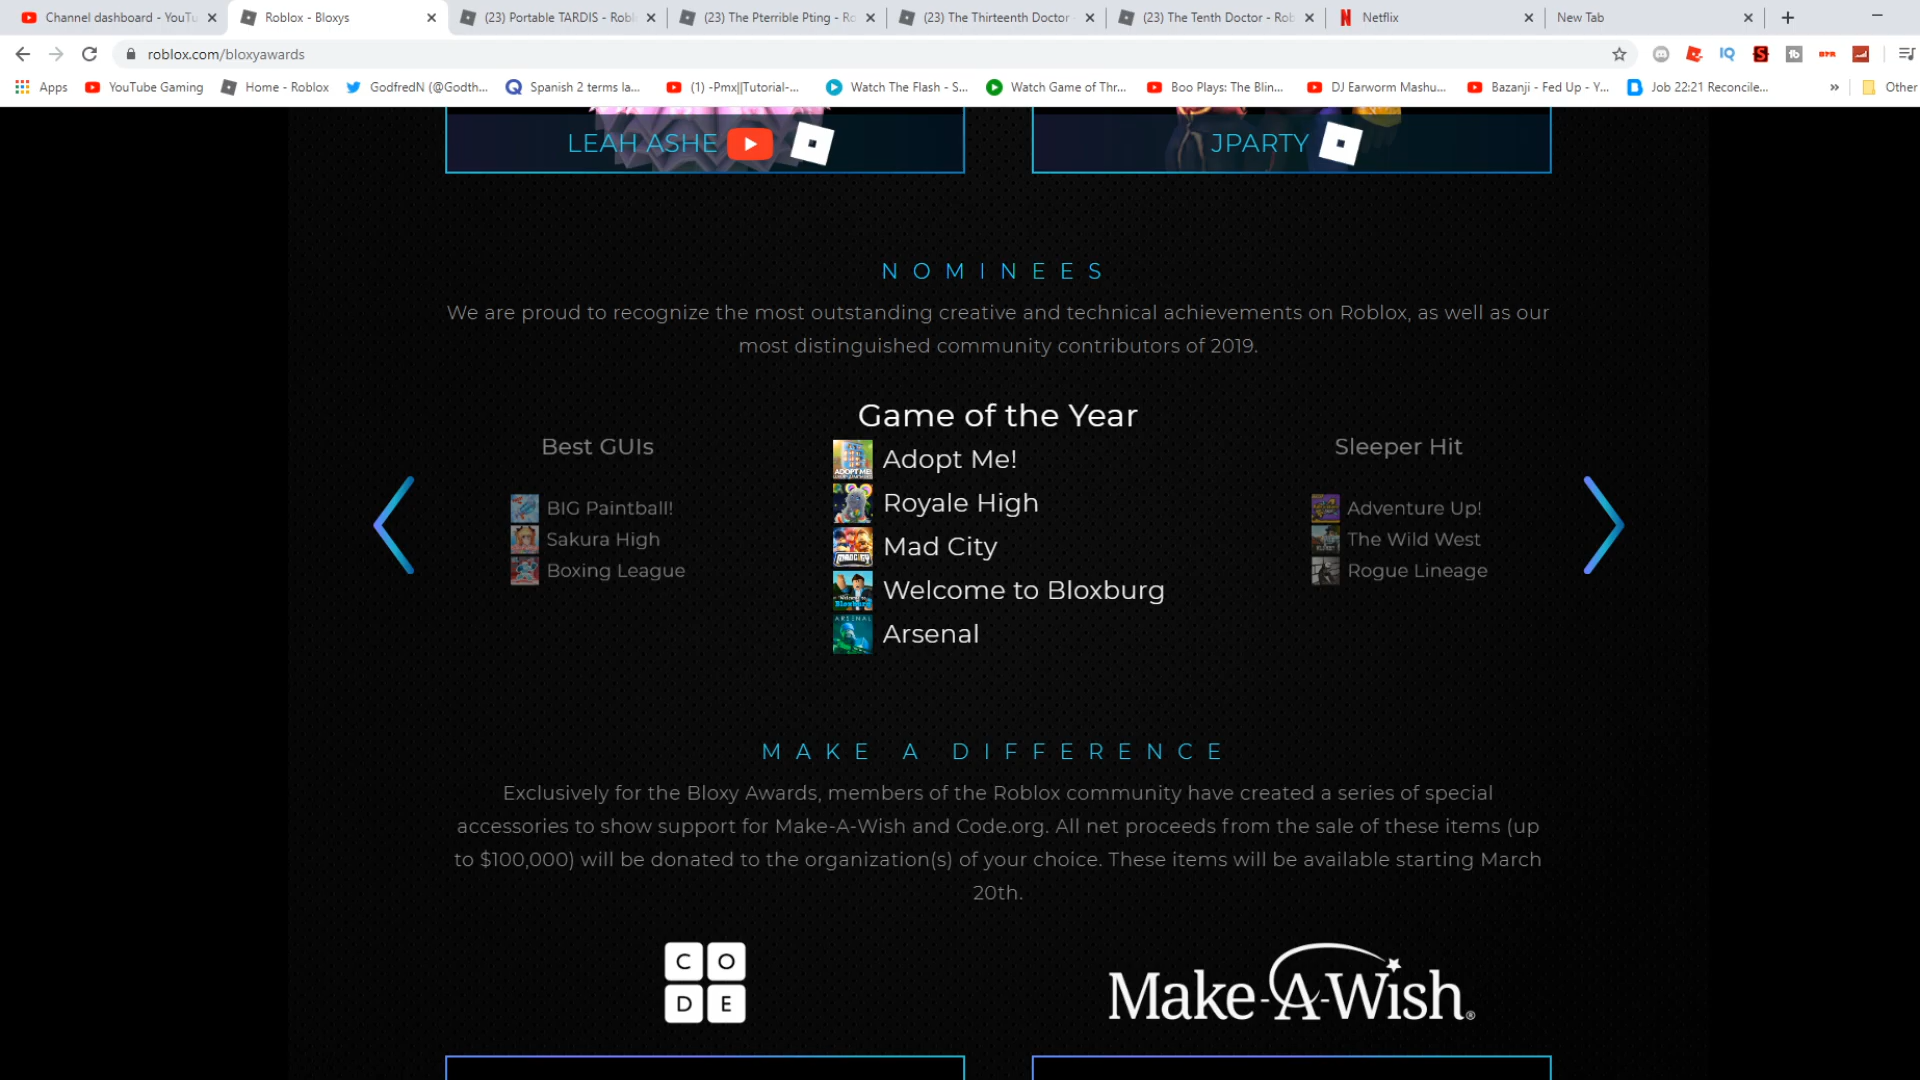 Channel dashboard - YouTu
Roblox - Bloxys
(23) Portable TARDIS - Robl
(23) The Pterrible Pting - Ro
(23) The Thirteenth Doctor -
(23) The Tenth Doctor - Rob
Netflix
New Tab
roblox.com/bloxyawards
Apps
YouTube Gaming
Home - Roblox
GodfredN (@Godth...
Spanish 2 terms la...
(1) -Pmx||Tutorial-...
Watch The Flash - S...
Watch Game of Thr...
Boo Plays: The Blin...
DJ Earworm Mashu...
Bazanji - Fed Up - Y...
Job 22:21 Reconcile...
»
Other
LEAH ASHE
JPARTY
NOMINEES
We are proud to recognize the most outstanding creative and technical achievements on Roblox, as well as our
most distinguished community contributors of 2019.
Best GUIs
BIG Paintball!
Sakura High
Boxing League
Game of the Year
Adopt Me!
Royale High
Mad City
Welcome to Bloxburg
Arsenal
Sleeper Hit
Adventure Up!
The Wild West
Rogue Lineage
MAKE A DIFFERENCE
Exclusively for the Bloxy Awards, members of the Roblox community have created a series of special
accessories to show support for Make-A-Wish and Code.org. All net proceeds from the sale of these items (up
to $100,000) will be donated to the organization(s) of your choice. These items will be available starting March
20th.
C O
D E
Make-A-Wish®